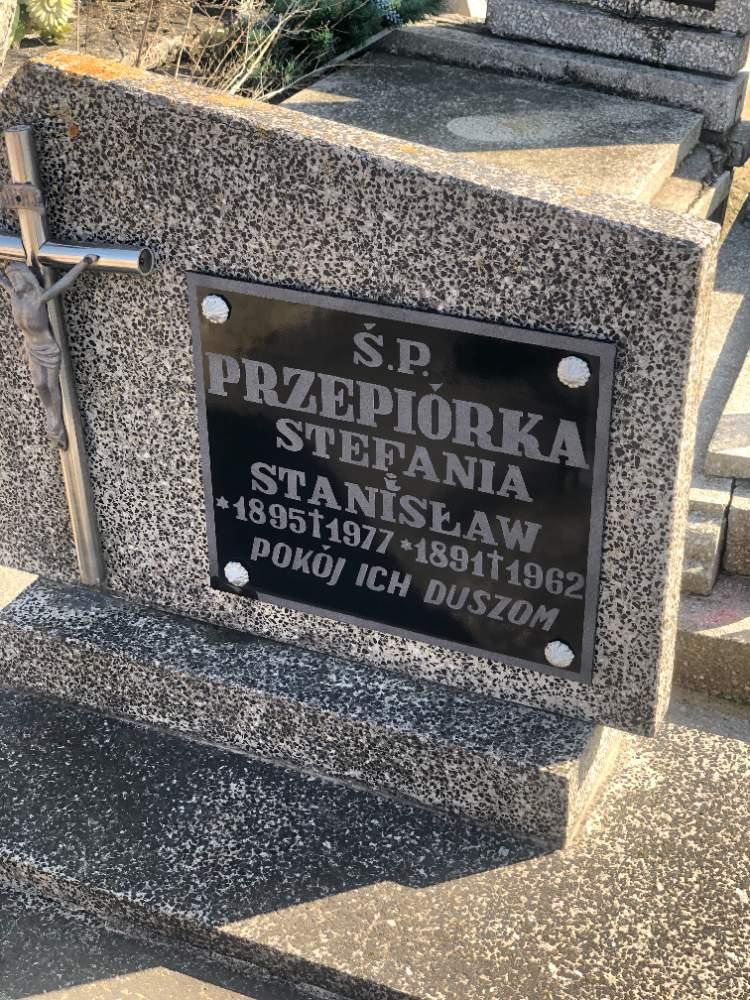 Ś.P.
PRZEPIÓRKA
STEFANIA
I
STANISŁAW
*1895†1977 *1891†1962
POKÓJ ICH DUSZOM